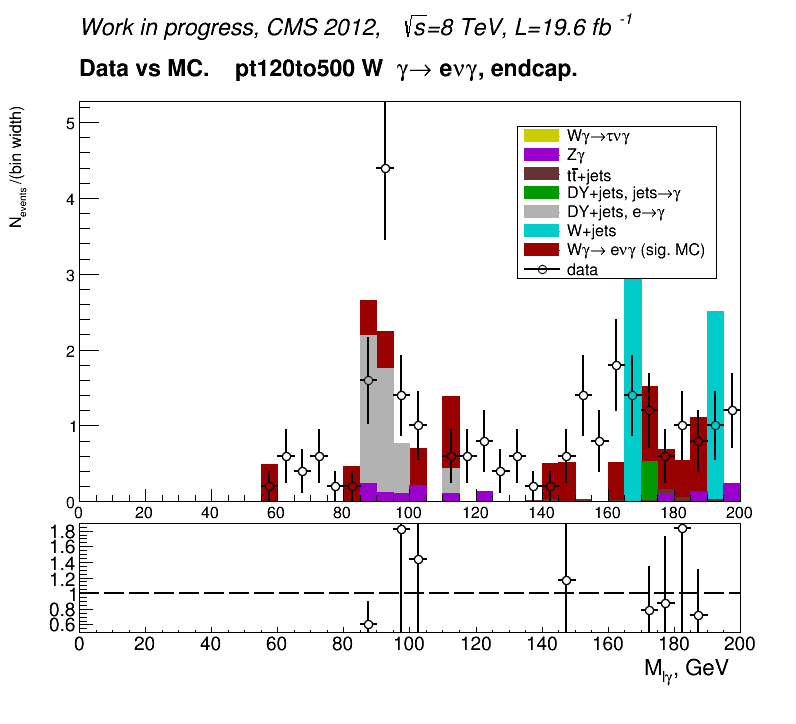 Work in progress, CMS 2012, √s=8 TeV, L=19.6 fb -1
Data vs MC. pt120to500 W γ→ eνγ, endcap.
N events /(bin width)
5
4
3
2
1
0
Wγ→τνγ
Zγ
tt̄+jets
DY+jets, jets→γ
DY+jets, e→γ
W+jets
Wγ→ eνγ (sig. MC)
data
0 20 40 60 80 100 120 140 160 180 200
1.8
1.6
1.4
1.2
1
0.8
0.6
0 20 40 60 80 100 120 140 160 180 200
M lγ, GeV